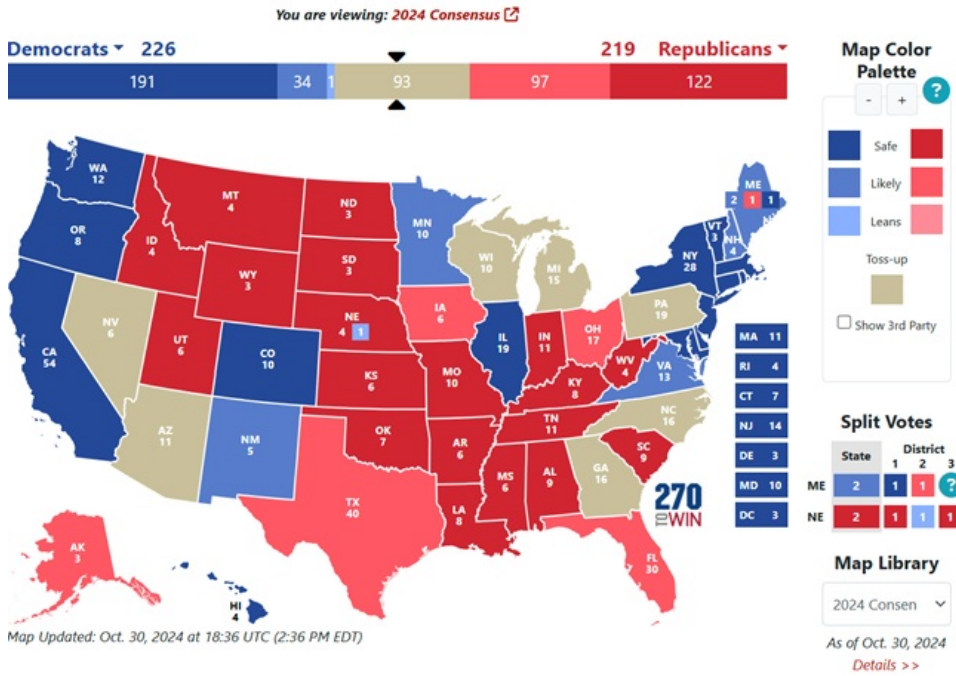 You are viewing: 2024 Consensus
Democrats 226
219 Republicans
191 34 1 93 97 122
WA
12
OR
8
CA
54
NV
6
ID
4
MT
4
WY
3
UT
6
AZ
11
CO
10
NM
5
ND
3
SD
3
NE
4 1
KS
6
OK
7
TX
40
MN
10
IA
6
MO
10
AR
6
LA
8
WI
10
IL
19
MI
15
IN
11
OH
17
KY
8
TN
11
MS
6
AL
9
GA
16
FL
30
SC
9
NC
16
VA
13
WV
4
PA
19
NY
28
VT
3
NH
4
ME
2 1 1
AK
3
HI
4
MA 11
RI 4
CT 7
NJ 14
DE 3
MD 10
DC 3
270
TO WIN
Map Updated: Oct. 30, 2024 at 18:36 UTC (2:36 PM EDT)
Map Color
Palette
- + ?
Safe
Likely
Leans
Toss-up
Show 3rd Party
Split Votes
State District
1 2 3
ME 2 1 1 ?
NE 2 1 1 1
Map Library
2024 Consen
As of Oct. 30, 2024
Details >>